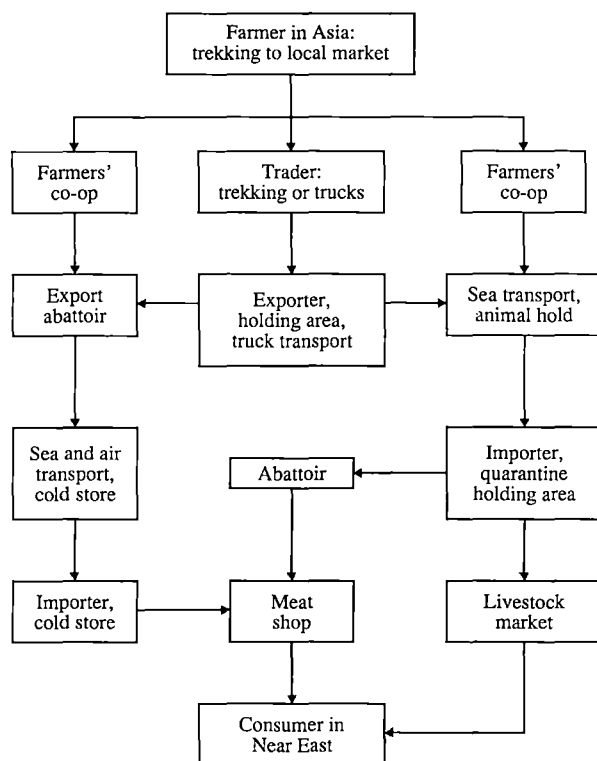 Farmer in Asia:
trekking to local market
Farmers'
co-op
Trader:
trekking or trucks
Farmers'
co-op
Export
abattoir
Exporter,
holding area,
truck transport
Sea transport,
animal hold
Sea and air
transport,
cold store
Abattoir
Importer,
quarantine
holding area
Importer,
cold store
Meat
shop
Livestock
market
Consumer in
Near East